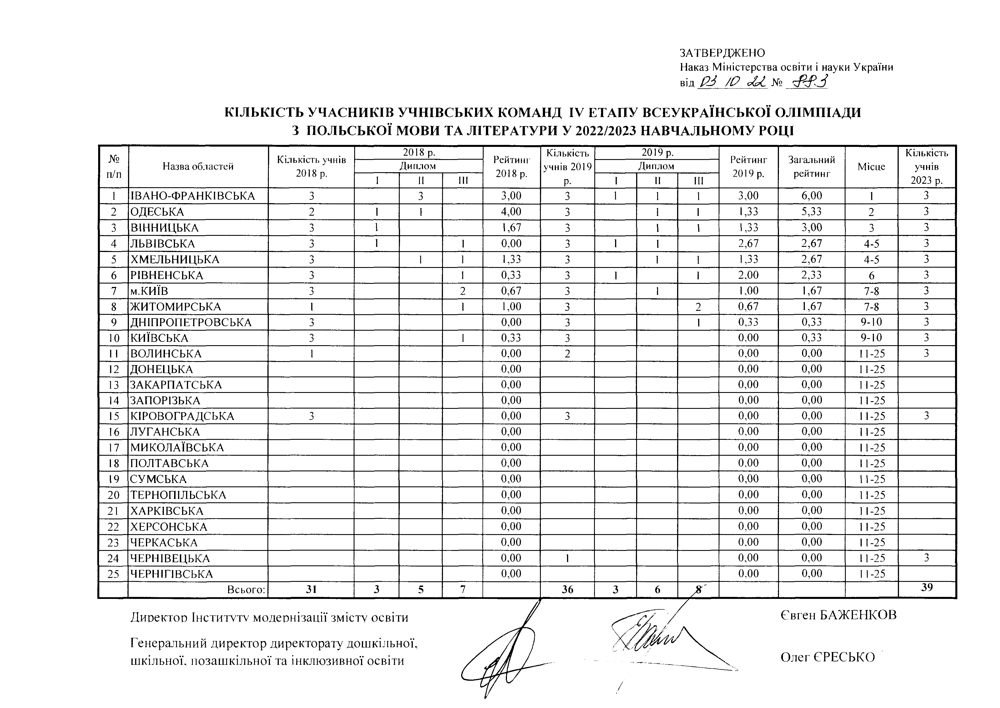 ЗАТВЕРДЖЕНО
Наказ Міністерства освіти і науки України
від 03 10 22 № 883
КІЛЬКІСТЬ УЧАСНИКІВ УЧНІВСЬКИХ КОМАНД IV ЕТАПУ ВСЕУКРАЇНСЬКОЇ ОЛІМПІАДИ
З ПОЛЬСЬКОЇ МОВИ ТА ЛІТЕРАТУРИ У 2022/2023 НАВЧАЛЬНОМУ РОЦІ
№ п/п Назва областей Кількість учнів 2018 р. 2018 р. Диплом I II III Рейтинг 2018 р. Кількість учнів 2019 р. 2019 р. Диплом I II III Рейтинг 2019 р. Загальний рейтинг Місце Кількість учнів 2023 р.
1 ІВАНО-ФРАНКІВСЬКА 3 3 3,00 3 1 1 1 3,00 6,00 1 3
2 ОДЕСЬКА 2 1 1 4,00 3 1 1 1,33 5,33 2 3
3 ВІННИЦЬКА 3 1 1,67 3 1 1 1,33 3,00 3 3
4 ЛЬВІВСЬКА 3 1 1 0,00 3 1 1 2,67 2,67 4-5 3
5 ХМЕЛЬНИЦЬКА 3 1 1 1,33 3 1 1 1,33 2,67 4-5 3
6 РІВНЕНСЬКА 3 1 0,33 3 1 1 2,00 2,33 6 3
7 м.КИЇВ 3 2 0,67 3 1 1,00 1,67 7-8 3
8 ЖИТОМИРСЬКА 1 1 1,00 3 2 0,67 1,67 7-8 3
9 ДНІПРОПЕТРОВСЬКА 3 0,00 3 1 0,33 0,33 9-10 3
10 КИЇВСЬКА 3 1 0,33 3 0,00 0,33 9-10 3
11 ВОЛИНСЬКА 1 0,00 2 0,00 0,00 11-25 3
12 ДОНЕЦЬКА 0,00 0,00 0,00 11-25
13 ЗАКАРПАТСЬКА 0,00 0,00 0,00 11-25
14 ЗАПОРІЗЬКА 0,00 0,00 0,00 11-25
15 КІРОВОГРАДСЬКА 3 0,00 3 0,00 0,00 11-25 3
16 ЛУГАНСЬКА 0,00 0,00 0,00 11-25
17 МИКОЛАЇВСЬКА 0,00 0,00 0,00 11-25
18 ПОЛТАВСЬКА 0,00 0,00 0,00 11-25
19 СУМСЬКА 0,00 0,00 0,00 11-25
20 ТЕРНОПІЛЬСЬКА 0,00 0,00 0,00 11-25
21 ХАРКІВСЬКА 0,00 0,00 0,00 11-25
22 ХЕРСОНСЬКА 0,00 0,00 0,00 11-25
23 ЧЕРКАСЬКА 0,00 0,00 0,00 11-25
24 ЧЕРНІВЕЦЬКА 0,00 1 0,00 0,00 11-25 3
25 ЧЕРНІГІВСЬКА 0,00 0,00 0,00 11-25
Всього: 31 3 5 7 36 3 6 8 39
Директор Інституту модернізації змісту освіти Євген БАЖЕНКОВ
Генеральний директор директорату дошкільної,
шкільної, позашкільної та інклюзивної освіти Олег ЄРЕСЬКО